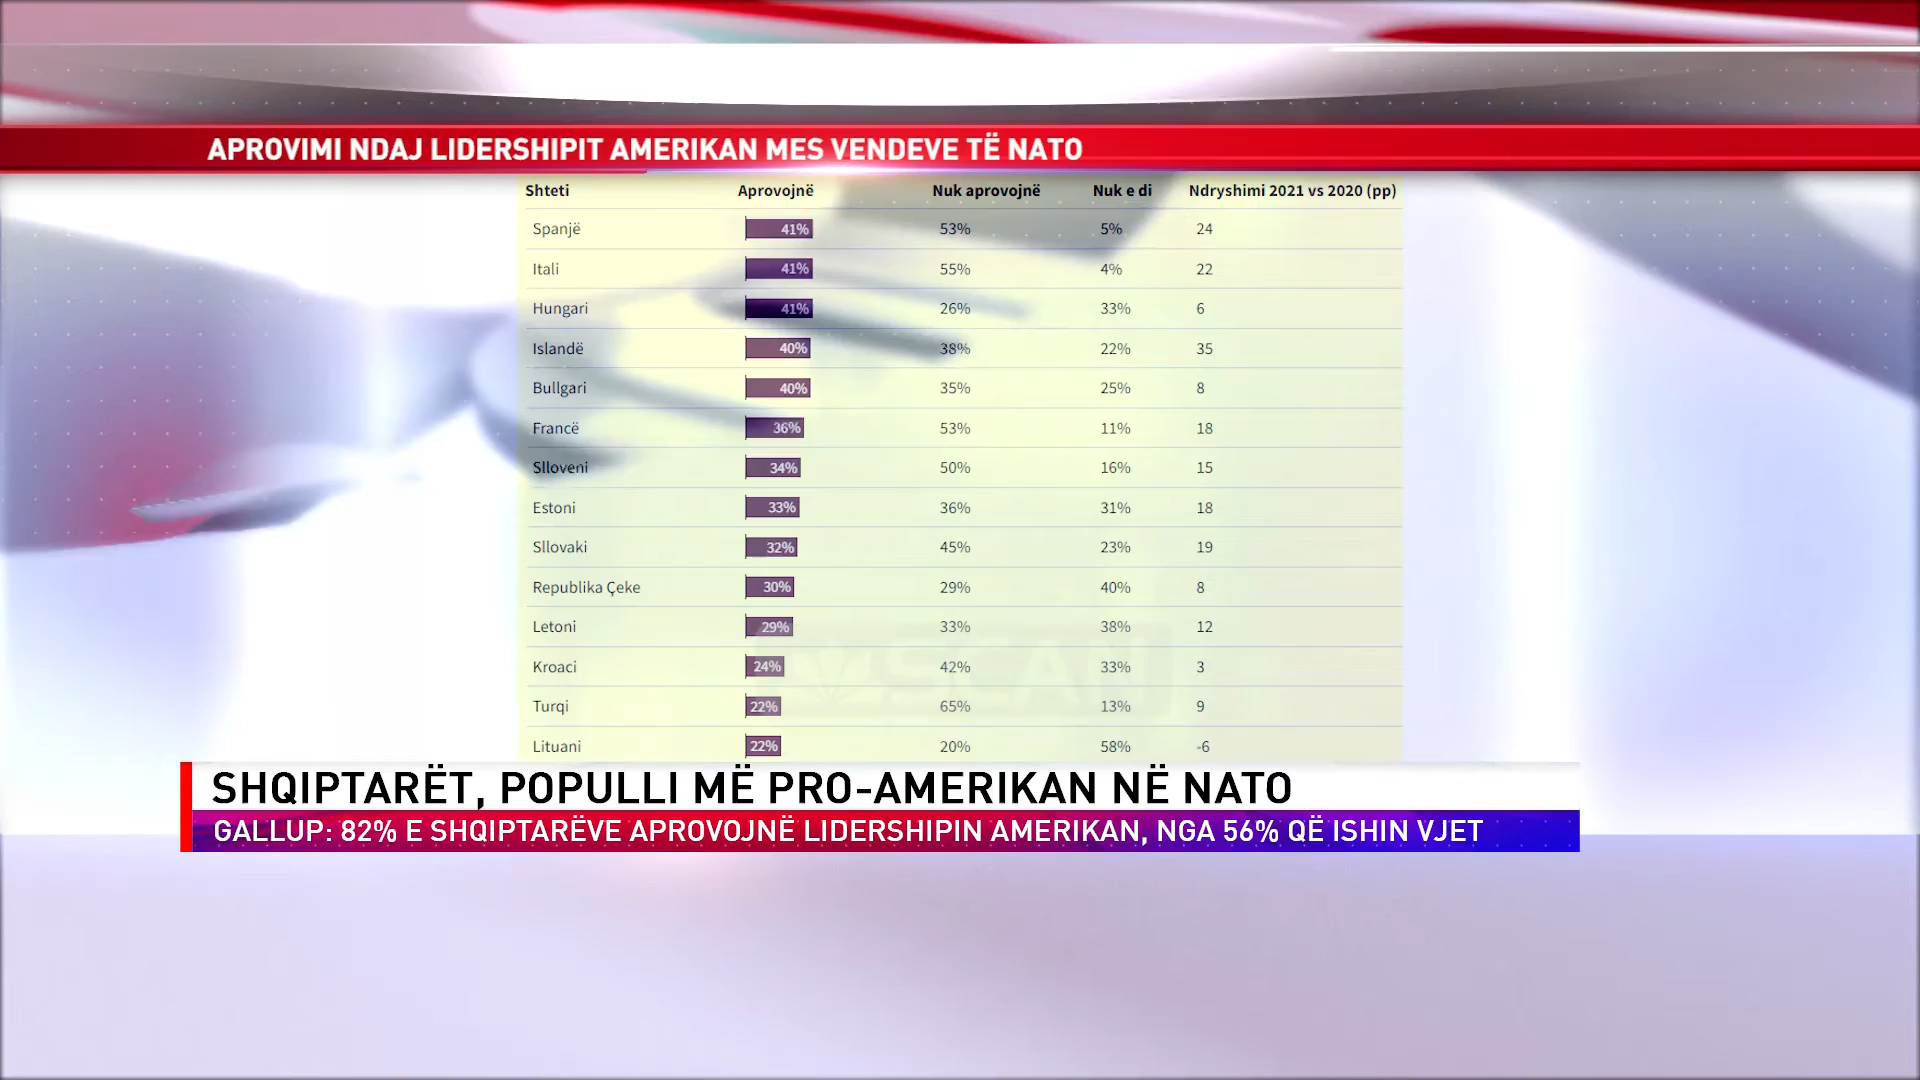 APROVIMI NDAJ LIDERSHIPIT AMERIKAN MES VENDEVE TË NATO
Shteti Aprovojnë Nuk aprovojnë Nuk e di Ndryshimi 2021 vs 2020 (pp)
Spanjë 41% 53% 5% 24
Itali 41% 55% 4% 22
Hungari 41% 26% 33% 6
Islandë 40% 38% 22% 35
Bullgari 40% 35% 25% 8
Francë 36% 53% 11% 18
Slloveni 34% 50% 16% 15
Estoni 33% 36% 31% 18
Sllovaki 32% 45% 23% 19
Republika Çeke 30% 29% 40% 8
Letoni 29% 33% 38% 12
Kroaci 24% 42% 33% 3
Turqi 22% 65% 13% 9
Lituani 22% 20% 58% -6
SCAN
SHQIPTARËT, POPULLI MË PRO-AMERIKAN NË NATO
GALLUP: 82% E SHQIPTARËVE APROVOJNË LIDERSHIPIN AMERIKAN, NGA 56% QË ISHIN VJET